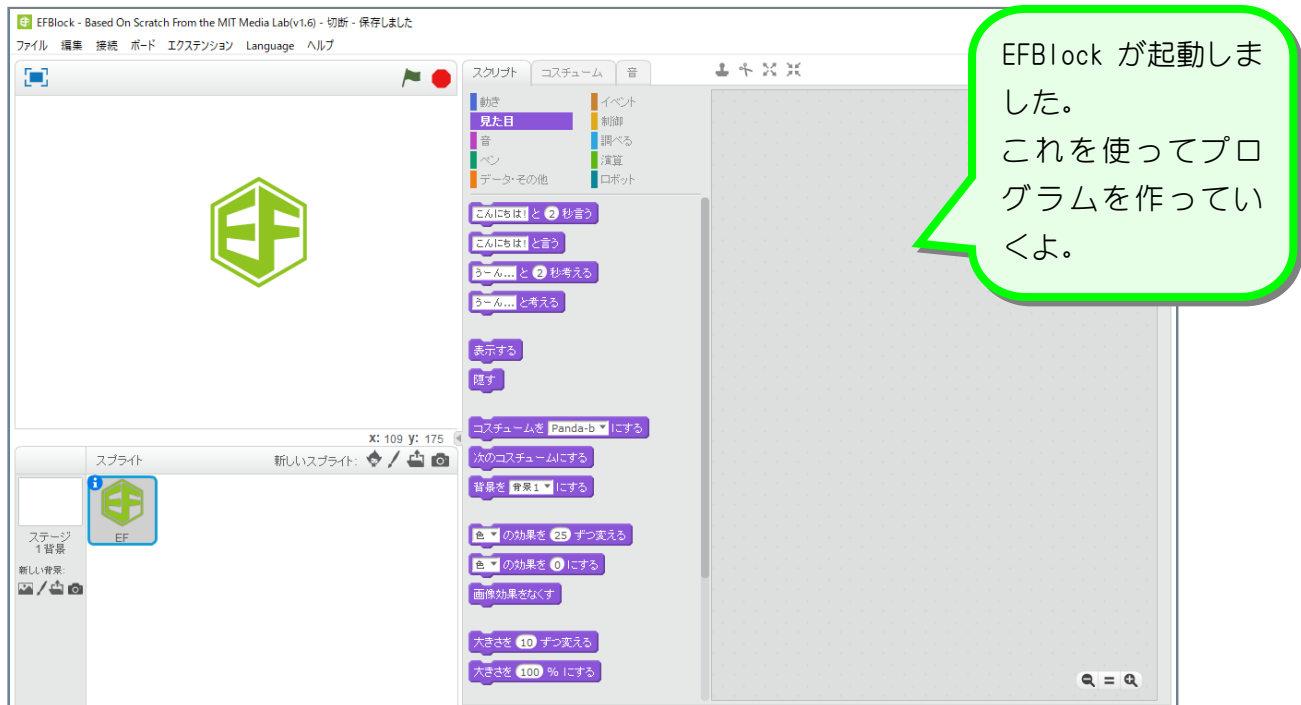 EFBlock - Based On Scratch From the MIT Media Lab(v1.6) - 切断 - 保存しました
ファイル 編集 接続 ボード エクステンション Language ヘルプ
EFBlock が起動しま
した。
これを使ってプロ
グラムを作ってい
くよ。
EF
x: 109 y: 175
スプライト 新しいスプライト:
ステージ
1背景
新しい背景:
EF
スクリプト コスチューム 音
動き イベント
見た目 制御
音 調べる
ペン 演算
データ・その他 ロボット
こんにちは! と 2 秒言う
こんにちは! と言う
うーん... と 2 秒考える
うーん... と考える
表示する
隠す
コスチュームを Panda-b にする
次のコスチュームにする
背景を 背景1 にする
色 の効果を 25 ずつ変える
色 の効果を 0 にする
画像効果をなくす
大きさを 10 ずつ変える
大きさを 100 % にする